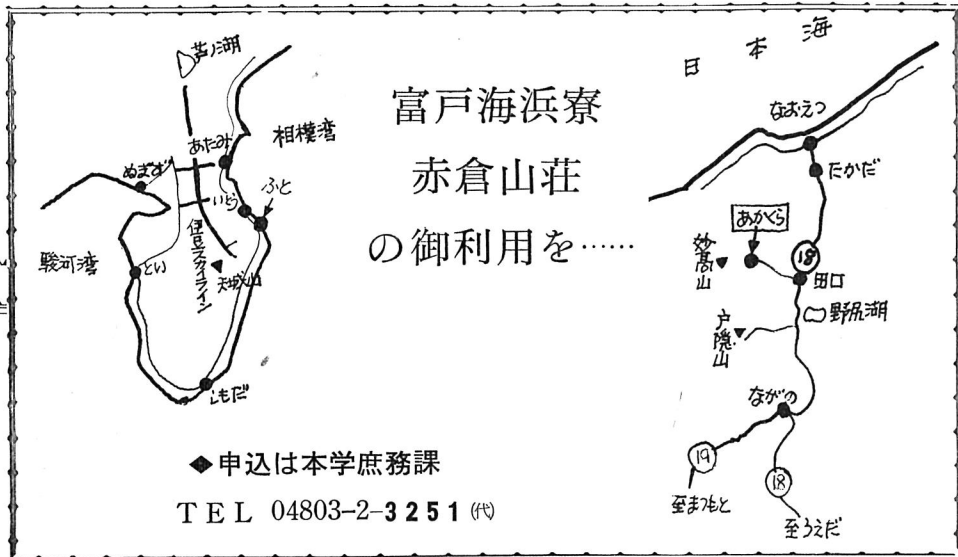 芦ノ湖
相模湾
あたみ
ぬまず
いとう
ふと
伊豆スカイライン
天城山
駿河湾
とい
しもだ
富戸海浜寮
赤倉山荘
の御利用を……
◆申込は本学庶務課
TEL 04803-2-3251 ㈹
日本海
なおえつ
たかだ
あかくら
妙高山
18
田口
野尻湖
戸隠山
ながの
19
18
至まつもと
至うえだ